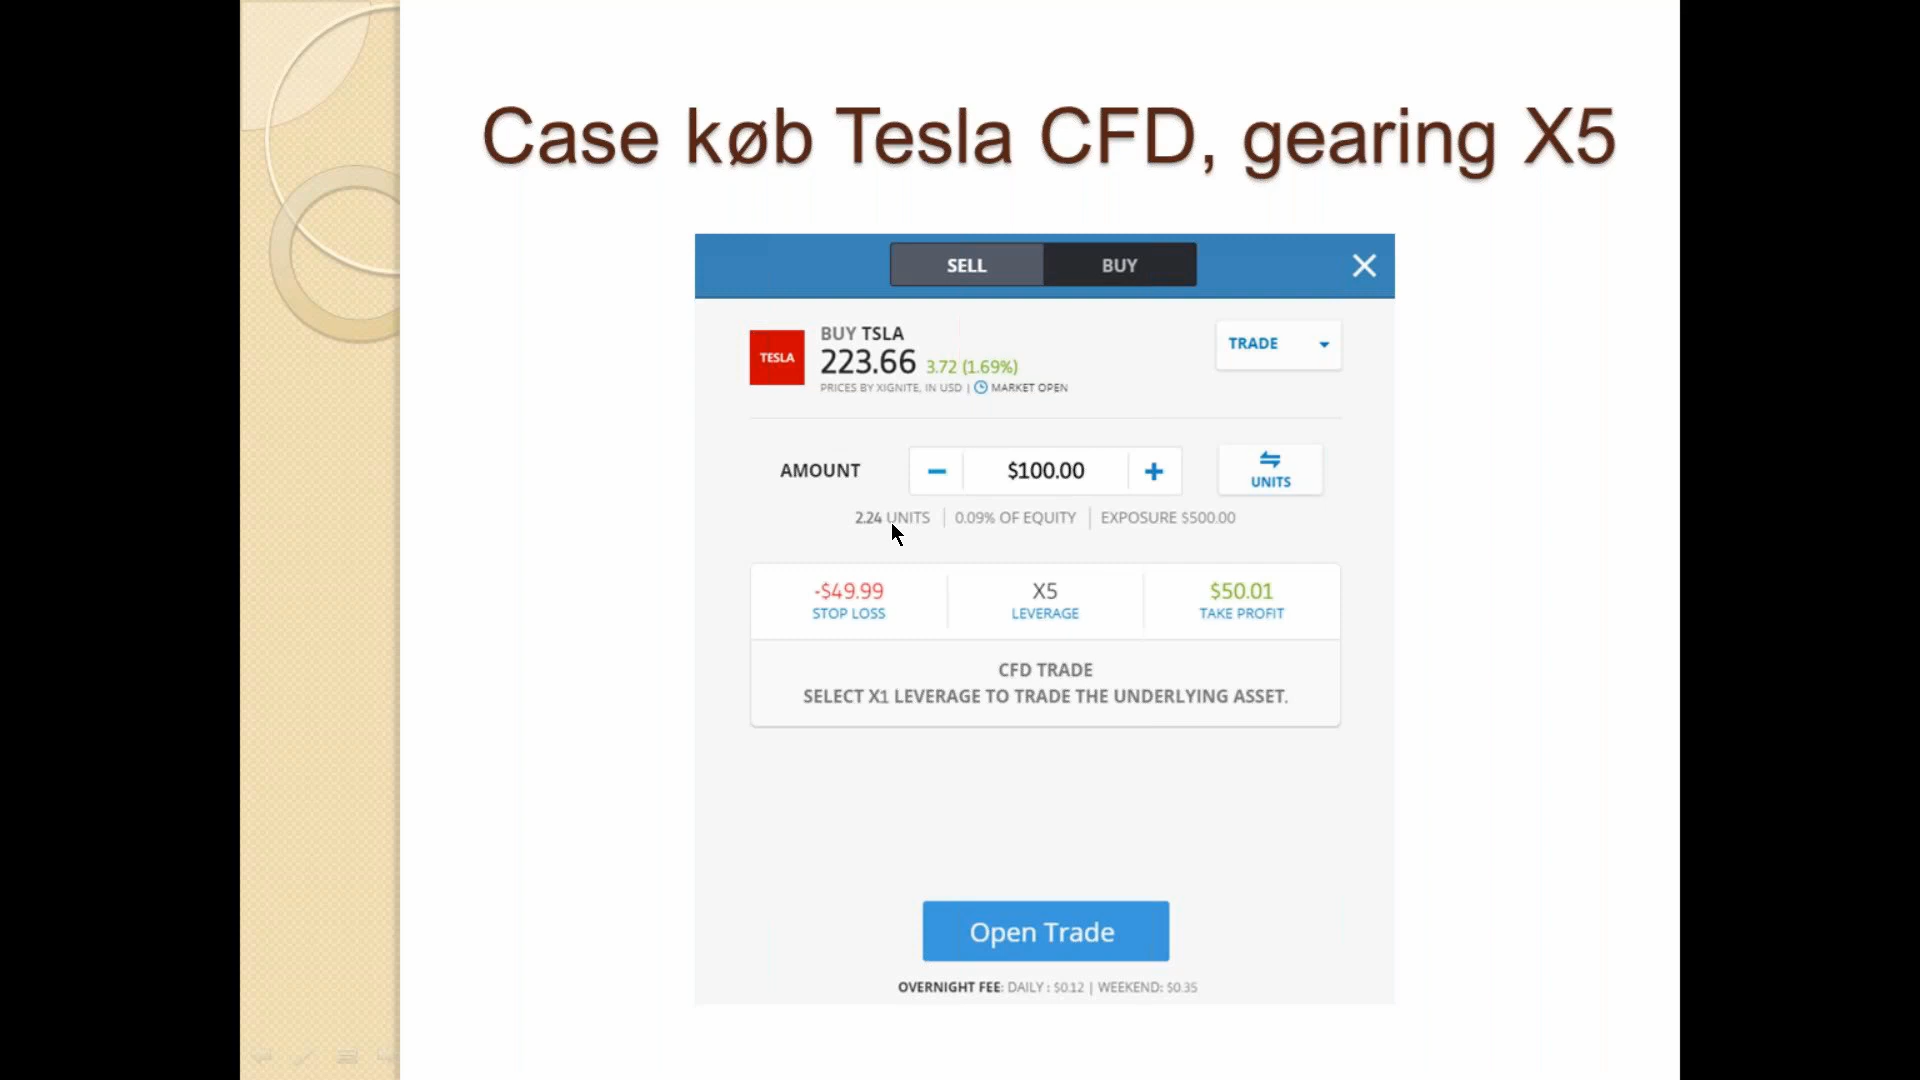 Case køb Tesla CFD, gearing X5
SELL BUY
TESLA
BUY TSLA
223.66 3.72 (1.69%)
PRICES BY XIGNITE, IN USD | MARKET OPEN
TRADE
AMOUNT
$100.00
UNITS
2.24 UNITS | 0.09% OF EQUITY | EXPOSURE $500.00
-$49.99 X5 $50.01
STOP LOSS LEVERAGE TAKE PROFIT
CFD TRADE
SELECT X1 LEVERAGE TO TRADE THE UNDERLYING ASSET.
Open Trade
OVERNIGHT FEE: DAILY : $0.12 | WEEKEND: $0.35